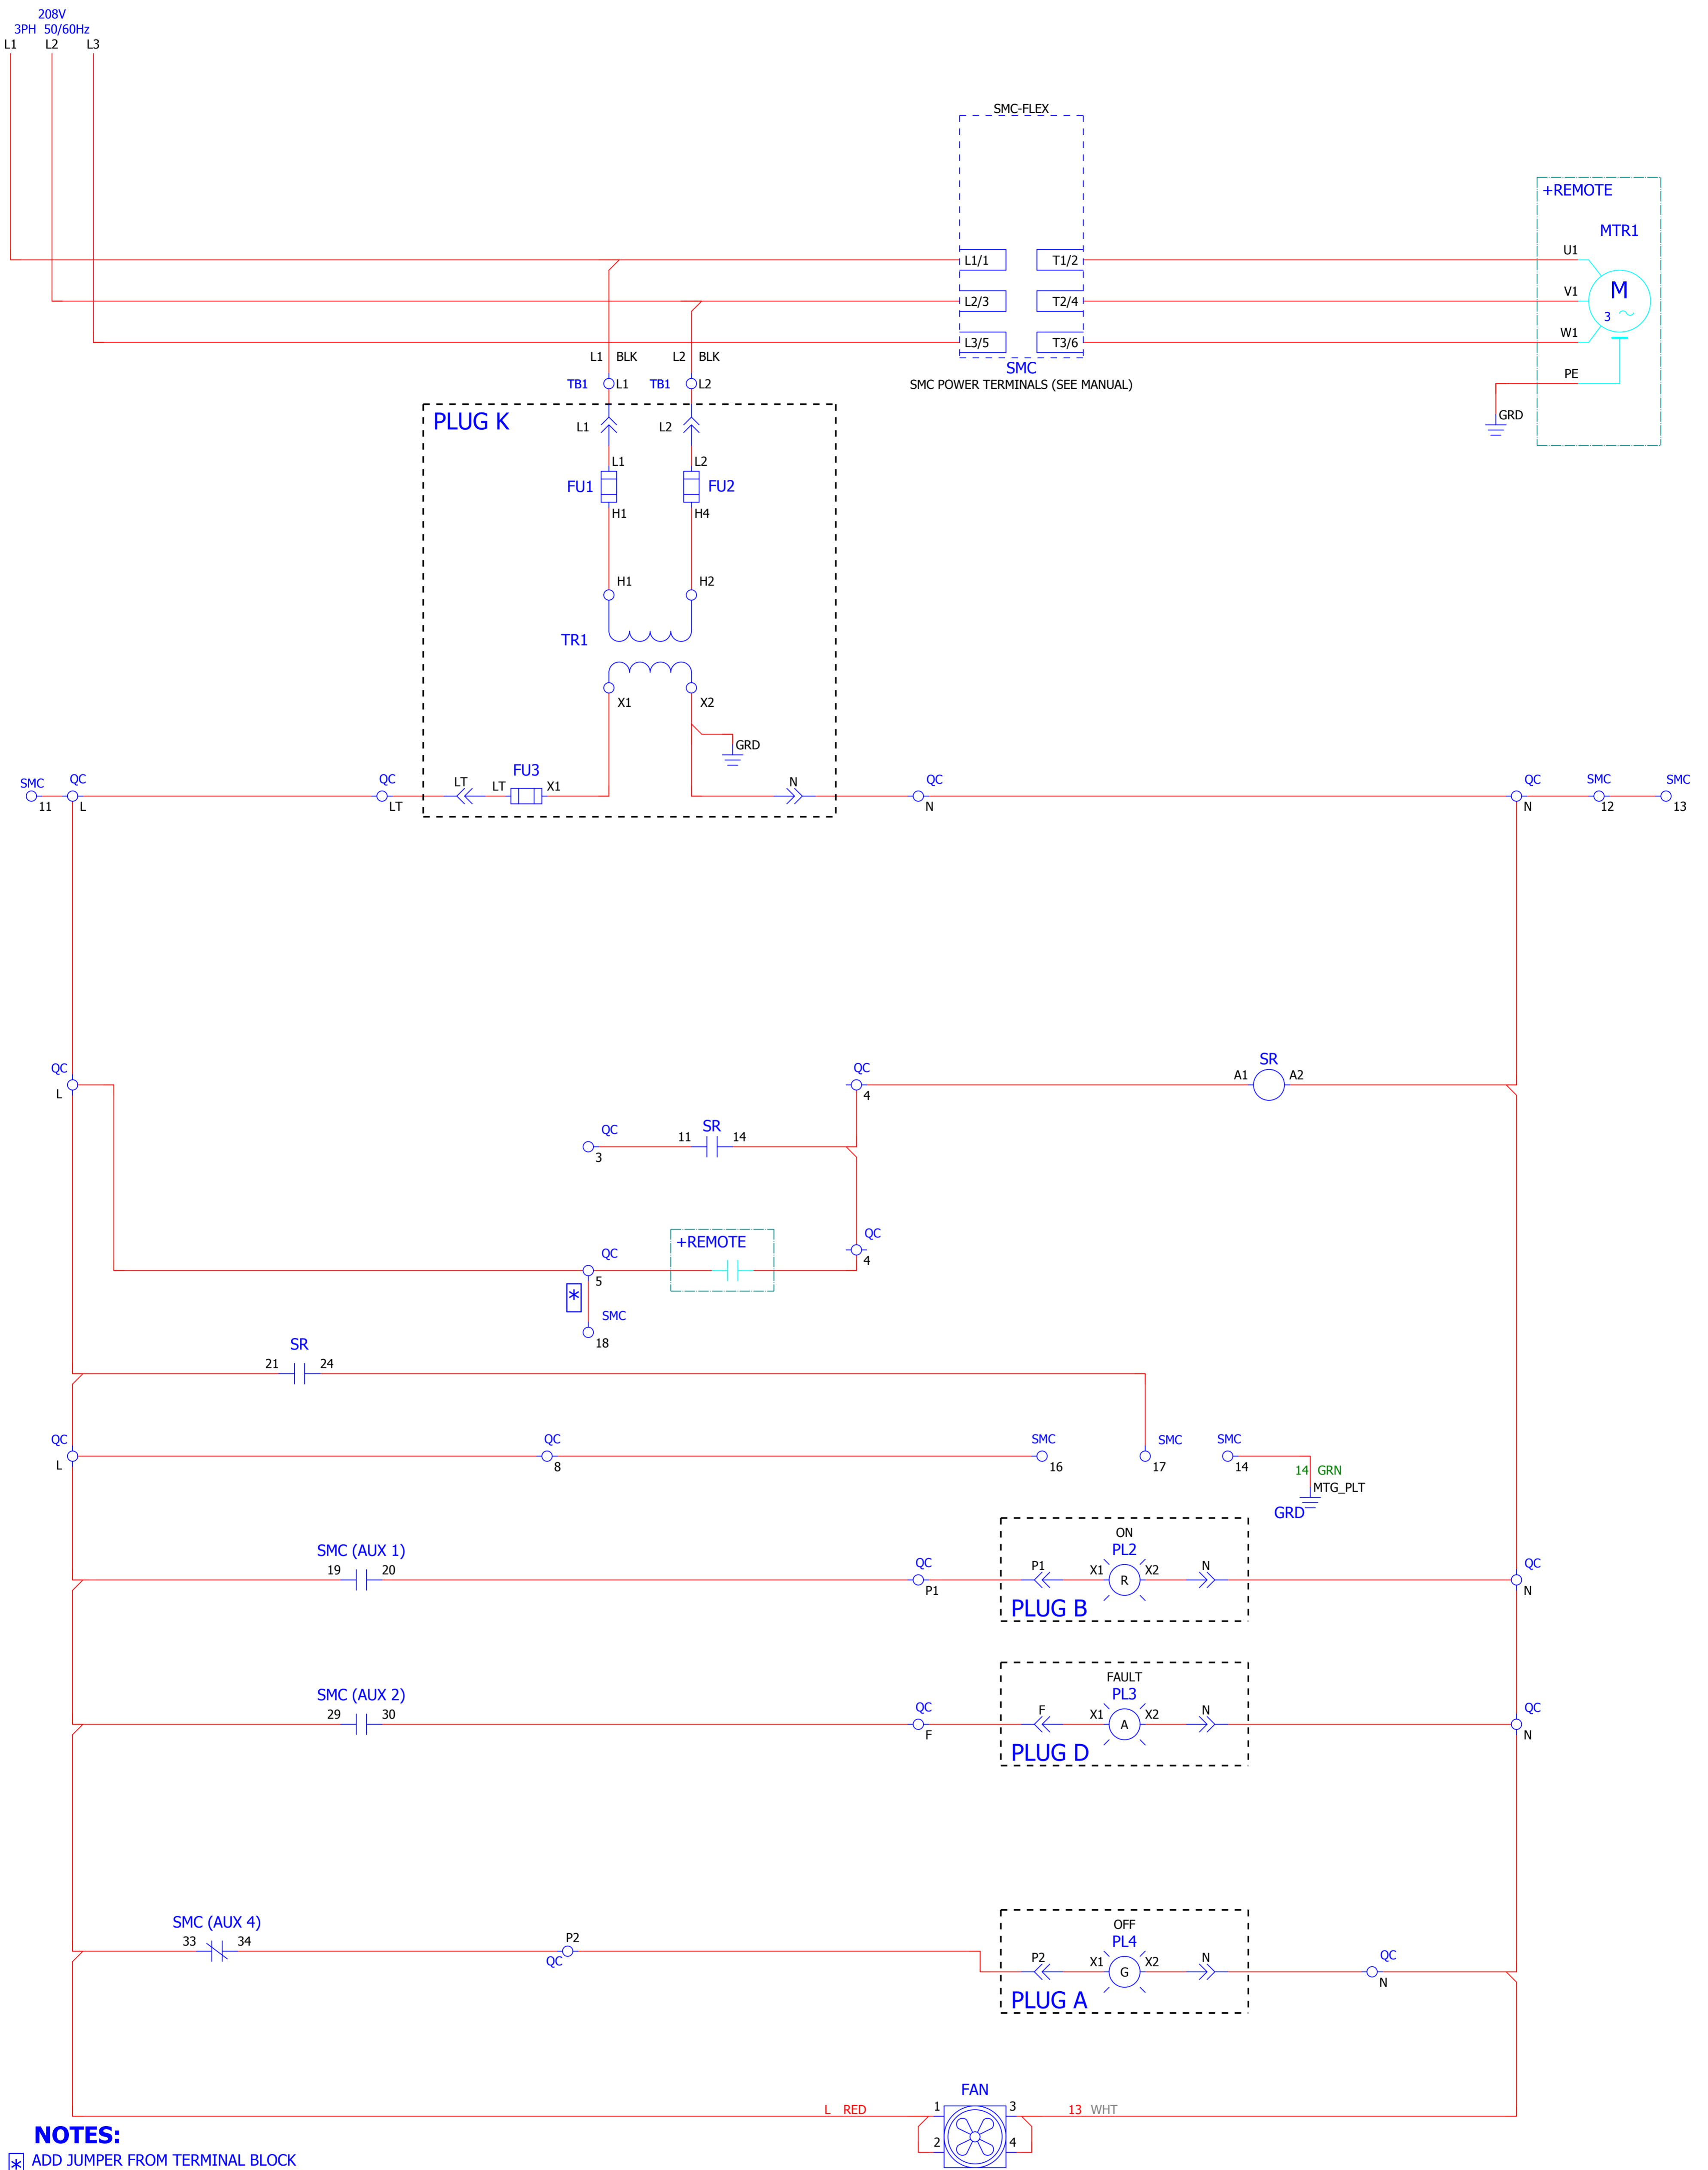 208V
3PH 50/60Hz
L1 L2 L3
SMC-FLEX
+REMOTE
MTR1
L1/1 T1/2 U1
L2/3 T2/4 V1 M
3
L3/5 T3/6 W1
SMC
SMC POWER TERMINALS (SEE MANUAL)
PE
GRD
L1 BLK L2 BLK
TB1 L1 TB1 L2
PLUG K
L1 L2
L1 L2
FU1 FU2
H1 H4
H1 H2
TR1
X1 X2
GRD
SMC QC QC LT LT FU3 X1 N QC QC SMC SMC
11 L LT N N 12 13
QC QC SR
L 4 A1 A2
QC SR
3 11 14
+REMOTE
QC QC
5 4
*
SMC
18
SR
21 24
QC QC SMC SMC SMC
L 8 16 17 14
14 GRN
MTG_PLT
GRD
SMC (AUX 1)
19 20
QC
P1
ON
PL2
P1 X1 R X2 N
PLUG B
QC
N
SMC (AUX 2)
29 30
QC
F
FAULT
PL3
F X1 A X2 N
PLUG D
QC
N
SMC (AUX 4)
33 34
P2
QC
OFF
PL4
P2 X1 G X2 N
PLUG A
QC
N
FAN
L RED 1 3 13 WHT
2 4
NOTES:
* ADD JUMPER FROM TERMINAL BLOCK